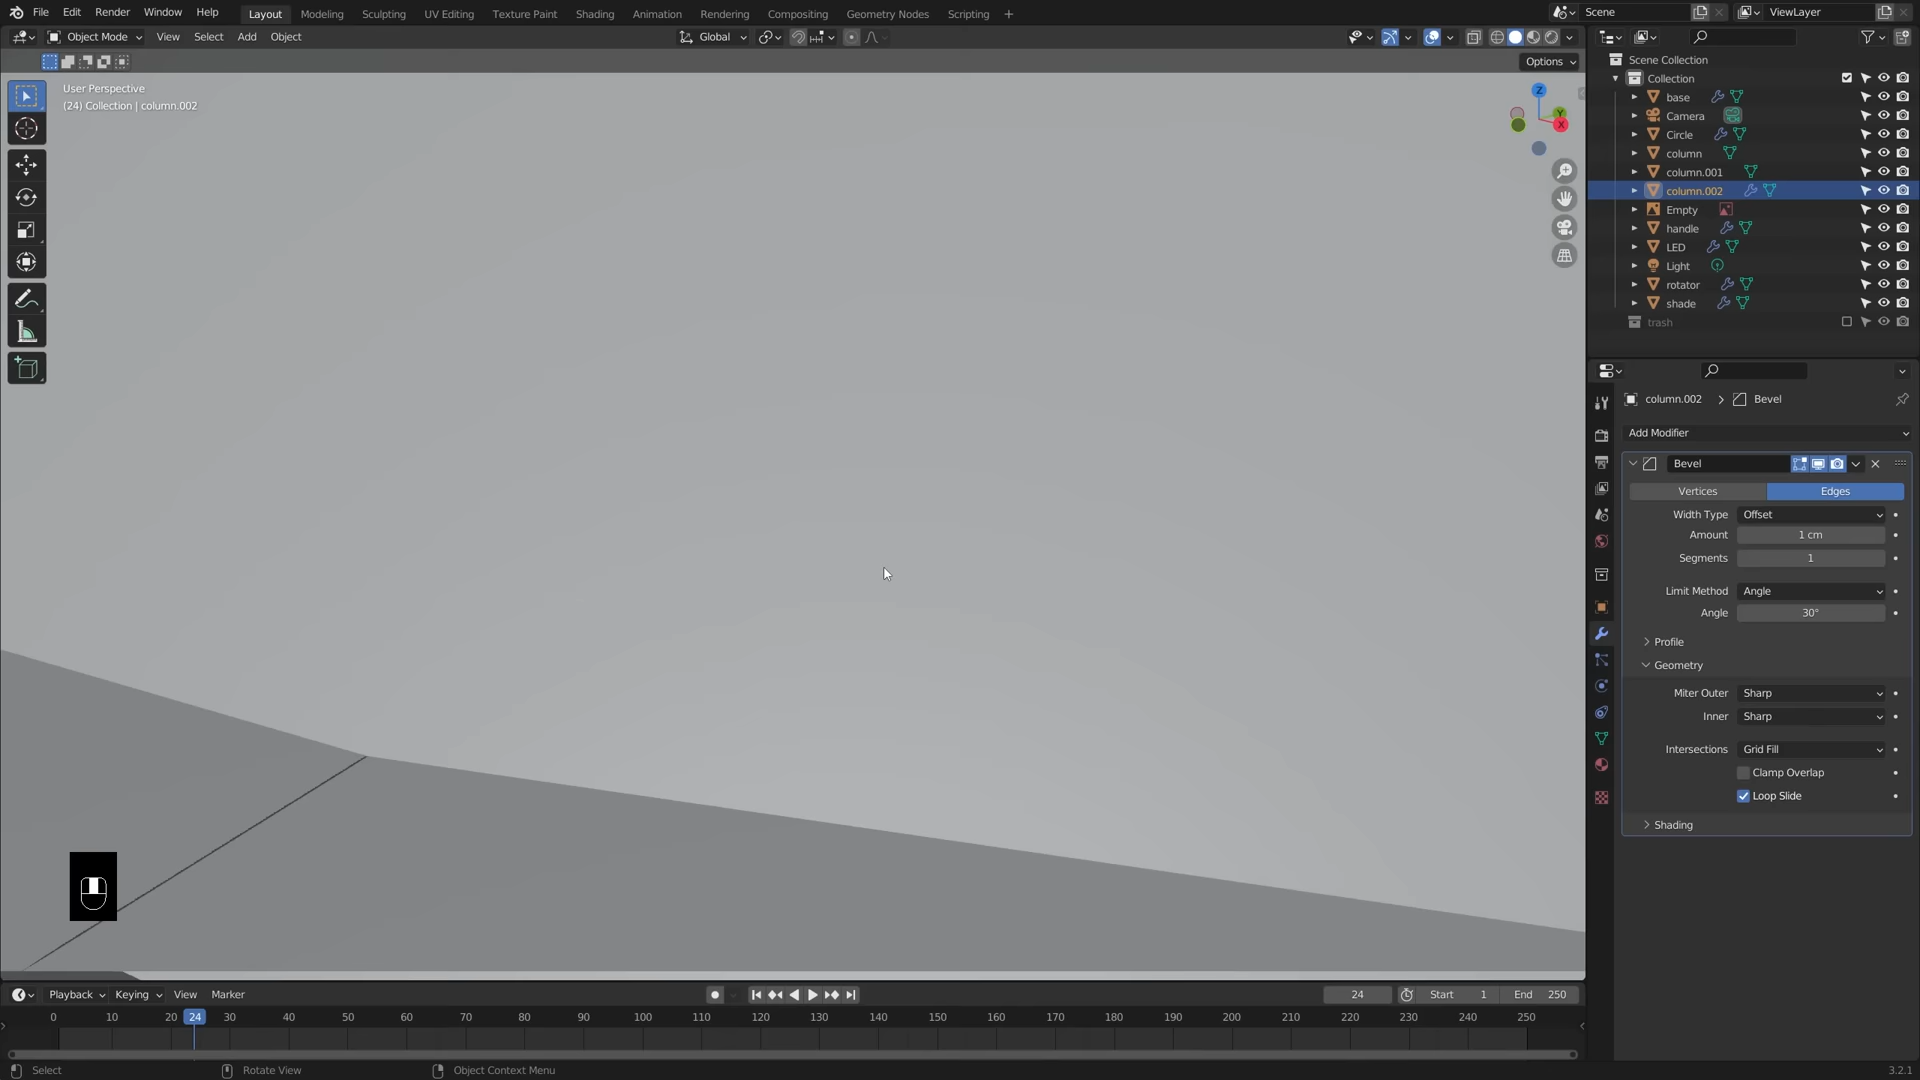 File Edit Render Window Help Layout Modeling Sculpting UV Editing Texture Paint Shading Animation Rendering Compositing Geometry Nodes Scripting + Scene ViewLayer
Object Mode View Select Add Object Global
Options
User Perspective
(24) Collection | column.002
Z
Y
X
Scene Collection
Collection
base
Camera
Circle
column
column.001
column.002
Empty
handle
LED
Light
rotator
shade
trash
column.002 > Bevel
Add Modifier
Bevel
Vertices Edges
Width Type Offset
Amount 1 cm
Segments 1
Limit Method Angle
Angle 30°
Profile
Geometry
Miter Outer Sharp
Inner Sharp
Intersections Grid Fill
Clamp Overlap
Loop Slide
Shading
Playback Keying View Marker 24 Start 1 End 250
0 10 20 24 30 40 50 60 70 80 90 100 110 120 130 140 150 160 170 180 190 200 210 220 230 240 250
Select Rotate View Object Context Menu 3.2.1